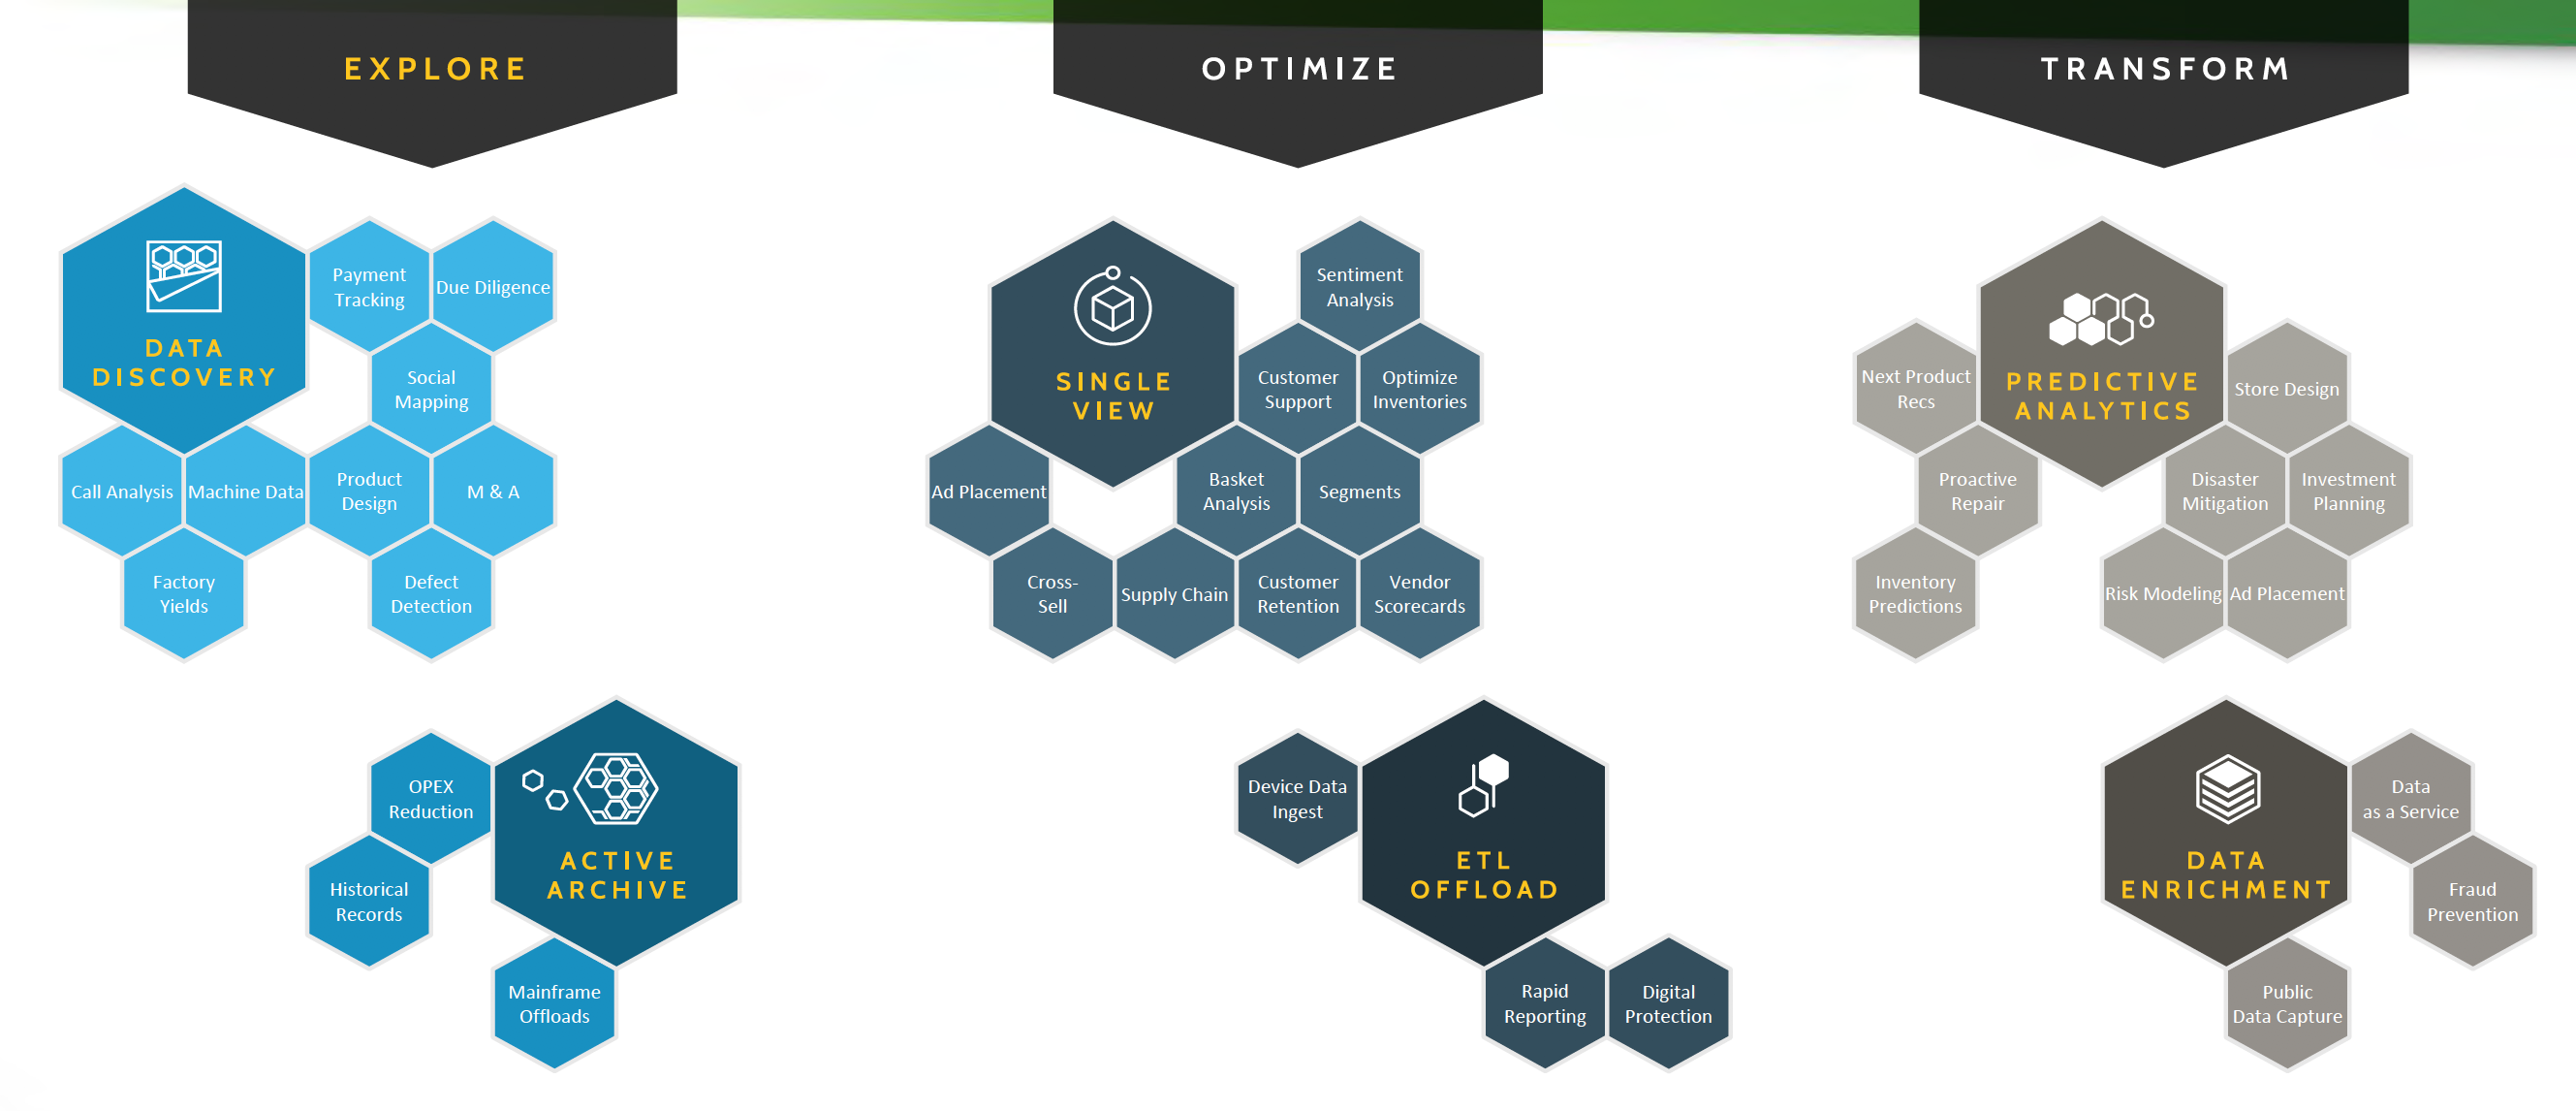 EXPLORE
OPTIMIZE
TRANSFORM
DATA
DISCOVERY
Payment
Tracking
Due Diligence
Social
Mapping
Call Analysis
Machine Data
Product
Design
M & A
Factory
Yields
Defect
Detection
SINGLE
VIEW
Sentiment
Analysis
Customer
Support
Optimize
Inventories
Ad Placement
Basket
Analysis
Segments
Cross-
Sell
Supply Chain
Customer
Retention
Vendor
Scorecards
PREDICTIVE
ANALYTICS
Next Product
Recs
Store Design
Proactive
Repair
Disaster
Mitigation
Investment
Planning
Inventory
Predictions
Risk Modeling
Ad Placement
OPEX
Reduction
ACTIVE
ARCHIVE
Historical
Records
Mainframe
Offloads
Device Data
Ingest
ETL
OFFLOAD
Rapid
Reporting
Digital
Protection
DATA
ENRICHMENT
Data
as a Service
Fraud
Prevention
Public
Data Capture